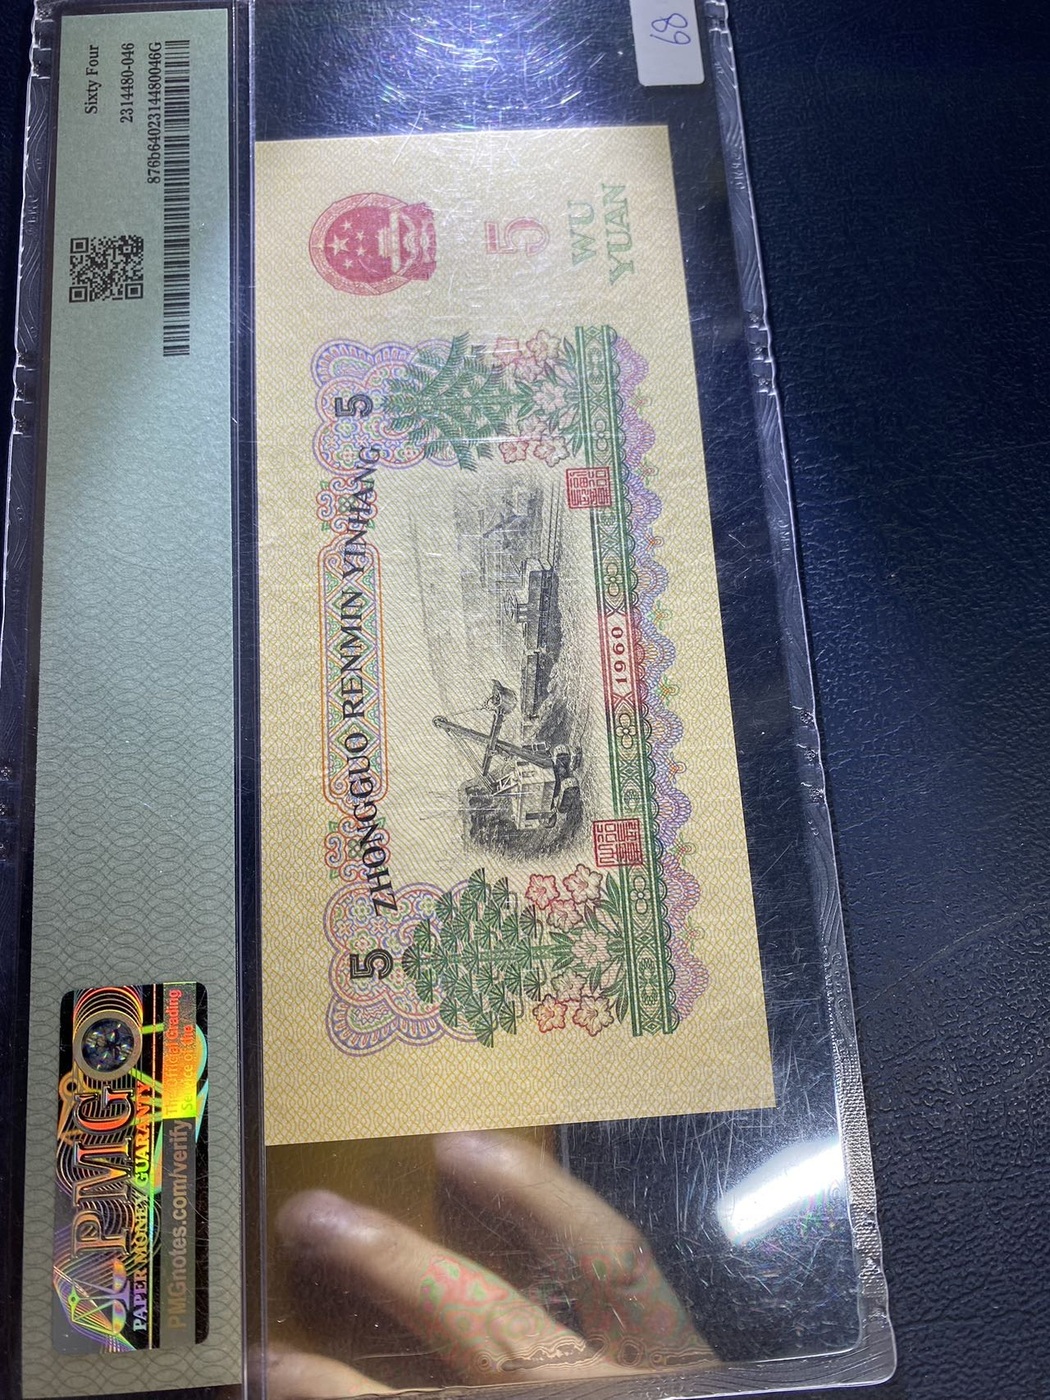 Sixty Four
2314480-046
876b6402314480046G
68
5
WU
YUAN
5 ZHONGGUO RENMIN YINHANG 5
1960
PMG
PAPER MONEY GUARANTY
PMGnotes.com/verify